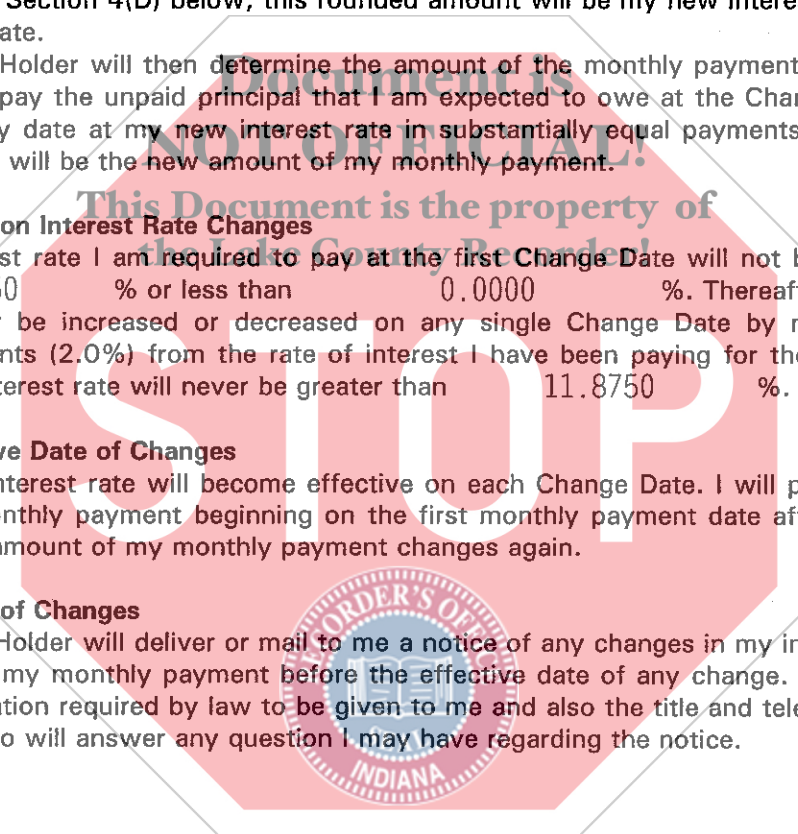 Section 4(D) below, this rounded amount will be my new intere
ate.
Holder will then determine the amount of the monthly payment
pay the unpaid principal that I am expected to owe at the Chan
y date at my new interest rate in substantially equal payments
will be the new amount of my monthly payment.
Document is
NOT OFFICIAL!
This Document is the property of
the Lake County Recorder!
STOP
on Interest Rate Changes
st rate I am required to pay at the first Change Date will not b
0 % or less than 0.0000 %. Thereaf
be increased or decreased on any single Change Date by
nts (2.0%) from the rate of interest I have been paying for the
terest rate will never be greater than 11.8750 %.
ve Date of Changes
nterest rate will become effective on each Change Date. I will p
onthly payment beginning on the first monthly payment date af
amount of my monthly payment changes again.
of Changes
Holder will deliver or mail to me a notice of any changes in my in
my monthly payment before the effective date of any change.
tion required by law to be given to me and also the title and tele
o will answer any question I may have regarding the notice.
INDIANA